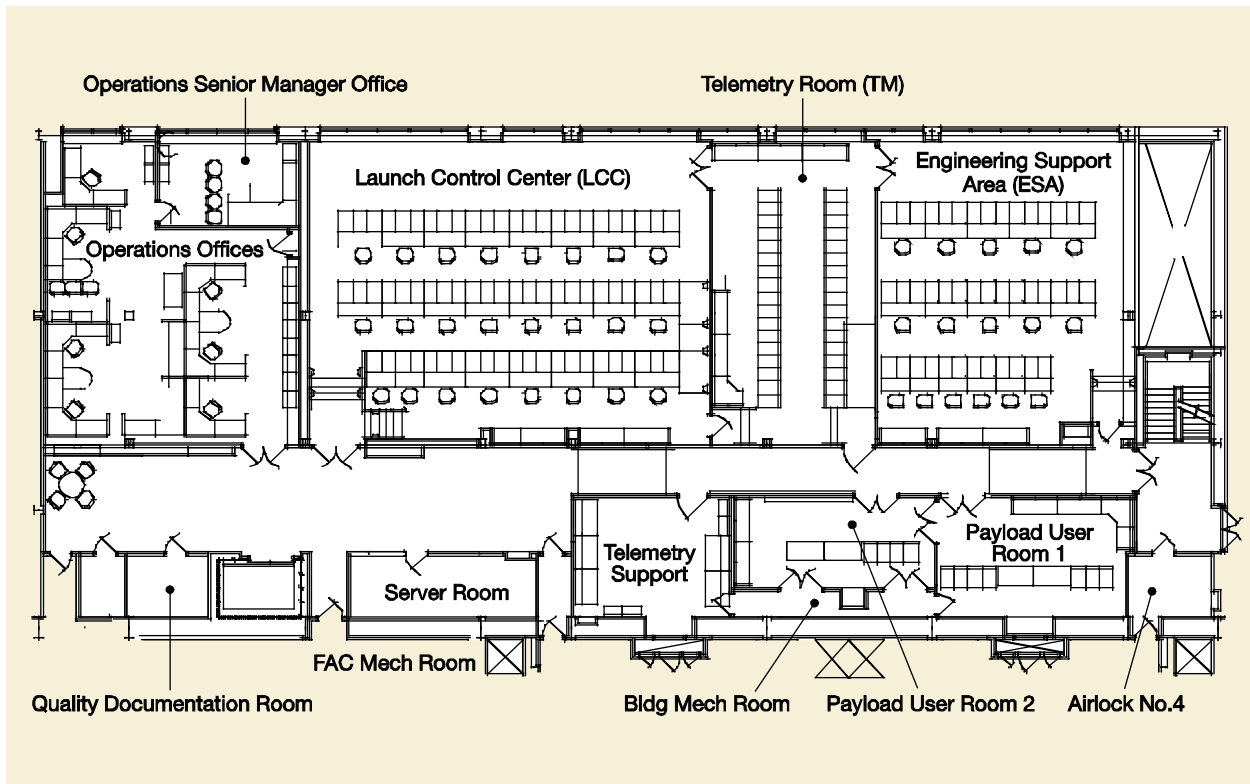 Operations Senior Manager Office
Telemetry Room (TM)
Launch Control Center (LCC)
Engineering Support
Area (ESA)
Operations Offices
Payload User
Room 1
Telemetry
Support
Server Room
FAC Mech Room
Quality Documentation Room
Bldg Mech Room
Payload User Room 2
Airlock No.4